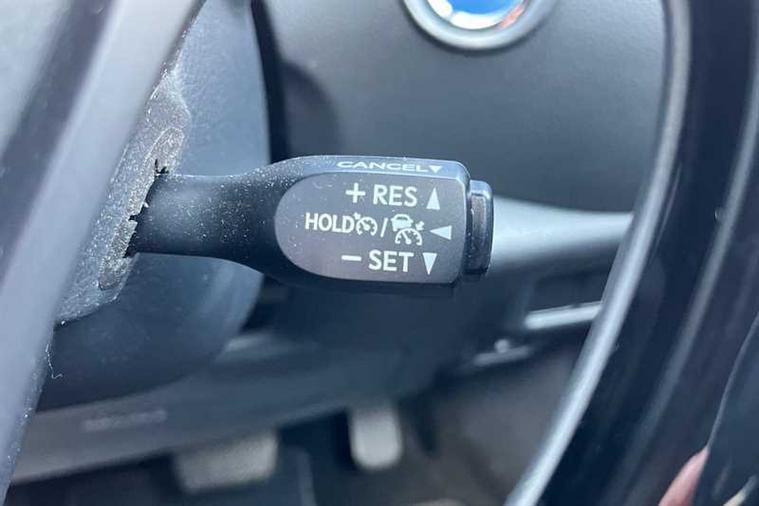 CANCEL▼
+ RES ▲
HOLD / ◀
− SET ▼